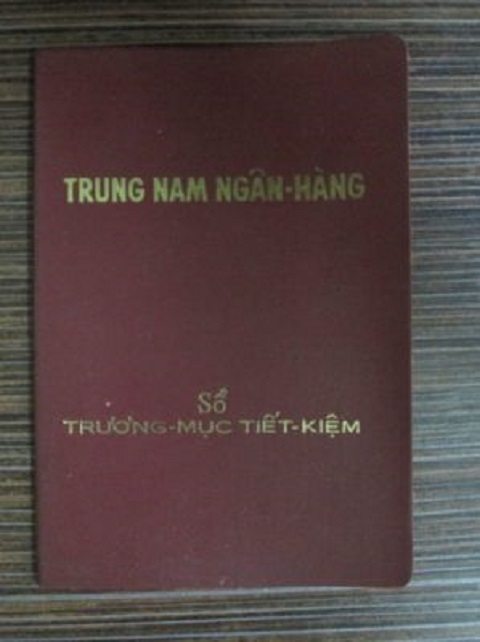 TRUNG NAM NGÂN-HÀNG
Sổ
TRƯƠNG-MỤC TIẾT-KIỆM